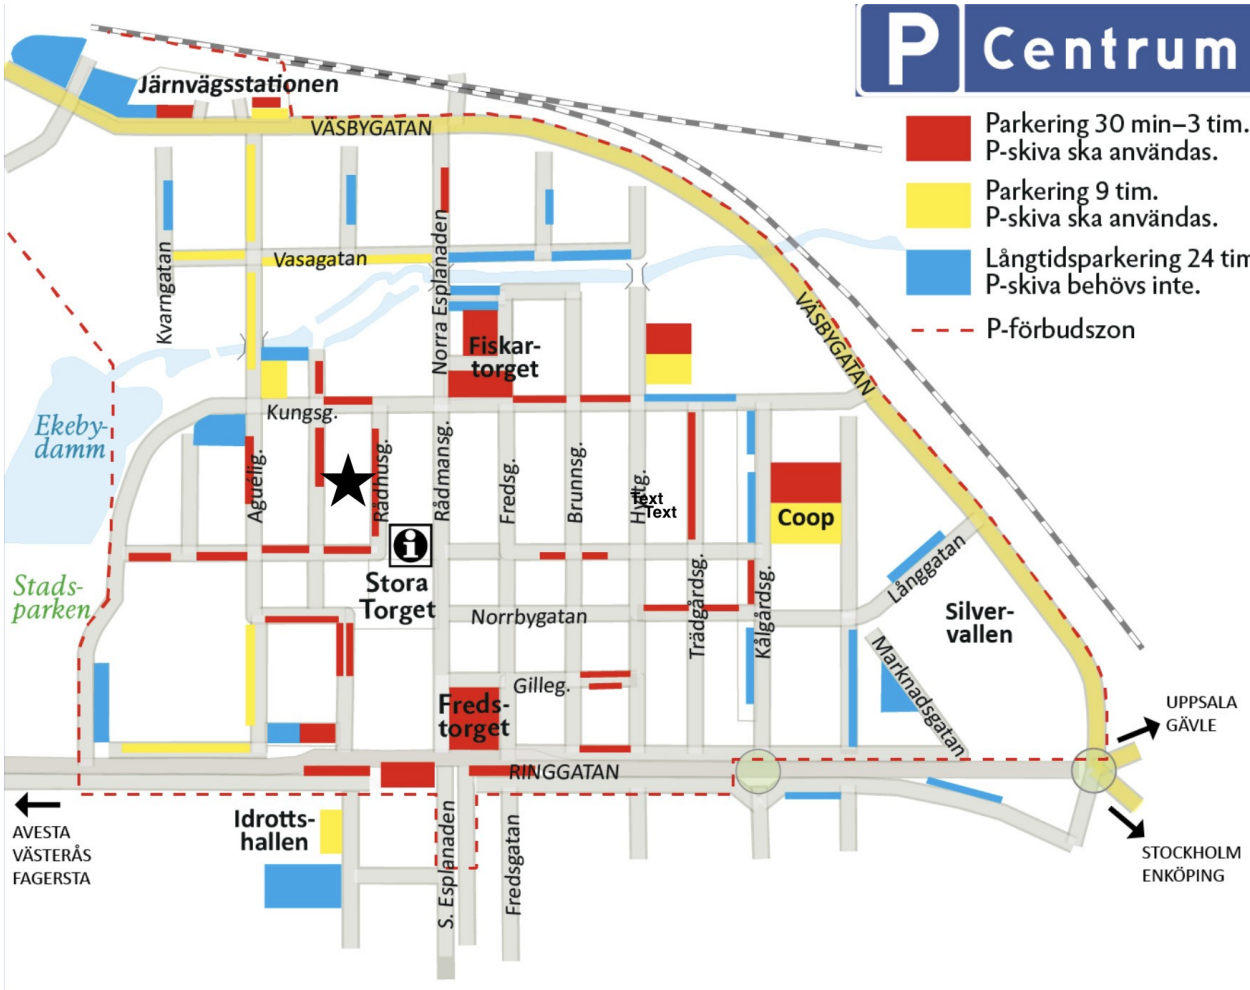 P Centrum
Parkering 30 min–3 tim.
P-skiva ska användas.
Parkering 9 tim.
P-skiva ska användas.
Långtidsparkering 24 tim
P-skiva behövs inte.
P-förbudszon
Järnvägsstationen
VÄSBYGATAN
Norra Esplanaden
Kvarngatan
Vasagatan
VÄSBYGATAN
Fiskar-
torget
Kungsg.
Ekeby-
damm
Aguélig.
Rådhusg.
Rådmansg.
Fredsg.
Brunnsg.
Text
Text
Coop
i
Stora
Torget
Stads-
parken
Norrbygatan
Trädgårdsg.
Kålgårdsg.
Långgatan
Silver-
vallen
Marknadsgatan
Gilleg.
Freds-
torget
UPPSALA
GÄVLE
RINGGATAN
Idrotts-
hallen
S. Esplanaden
Fredsgatan
AVESTA
VÄSTERÅS
FAGERSTA
STOCKHOLM
ENKÖPING